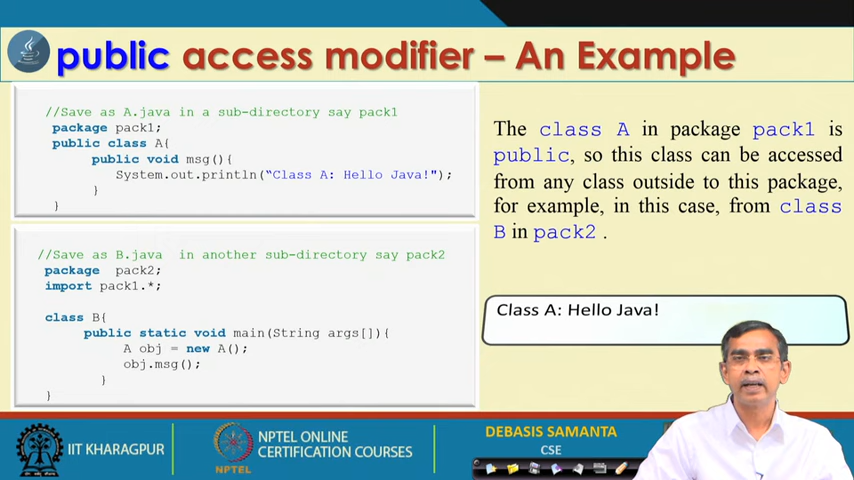 public access modifier – An Example
//Save as A.java in a sub-directory say pack1
package pack1;
public class A{
public void msg(){
System.out.println(“Class A: Hello Java!");
}
}
The class A in package pack1 is
public, so this class can be accessed
from any class outside to this package,
for example, in this case, from class
B in pack2 .
//Save as B.java in another sub-directory say pack2
package pack2;
import pack1.*;
class B{
public static void main(String args[]){
A obj = new A();
obj.msg();
}
}
Class A: Hello Java!
IIT KHARAGPUR
NPTEL
NPTEL ONLINE
CERTIFICATION COURSES
DEBASIS SAMANTA
CSE